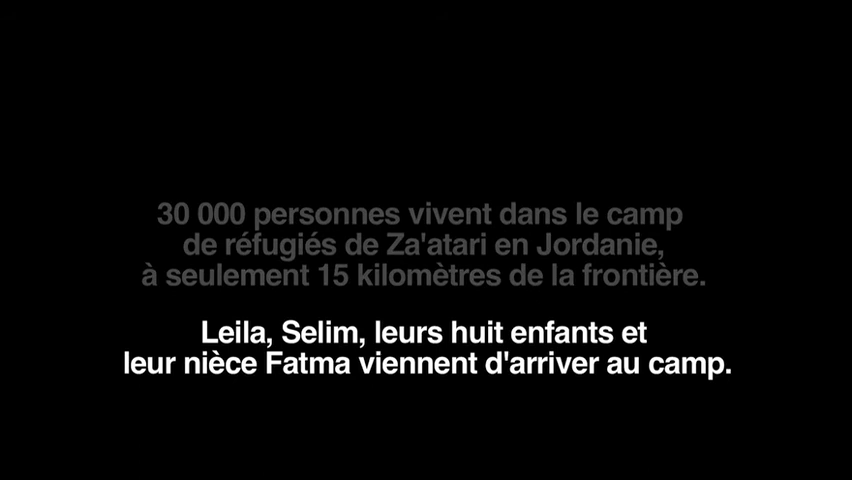 30 000 personnes vivent dans le camp
de réfugiés de Za'atari en Jordanie,
à seulement 15 kilomètres de la frontière.
Leila, Selim, leurs huit enfants et
leur nièce Fatma viennent d'arriver au camp.